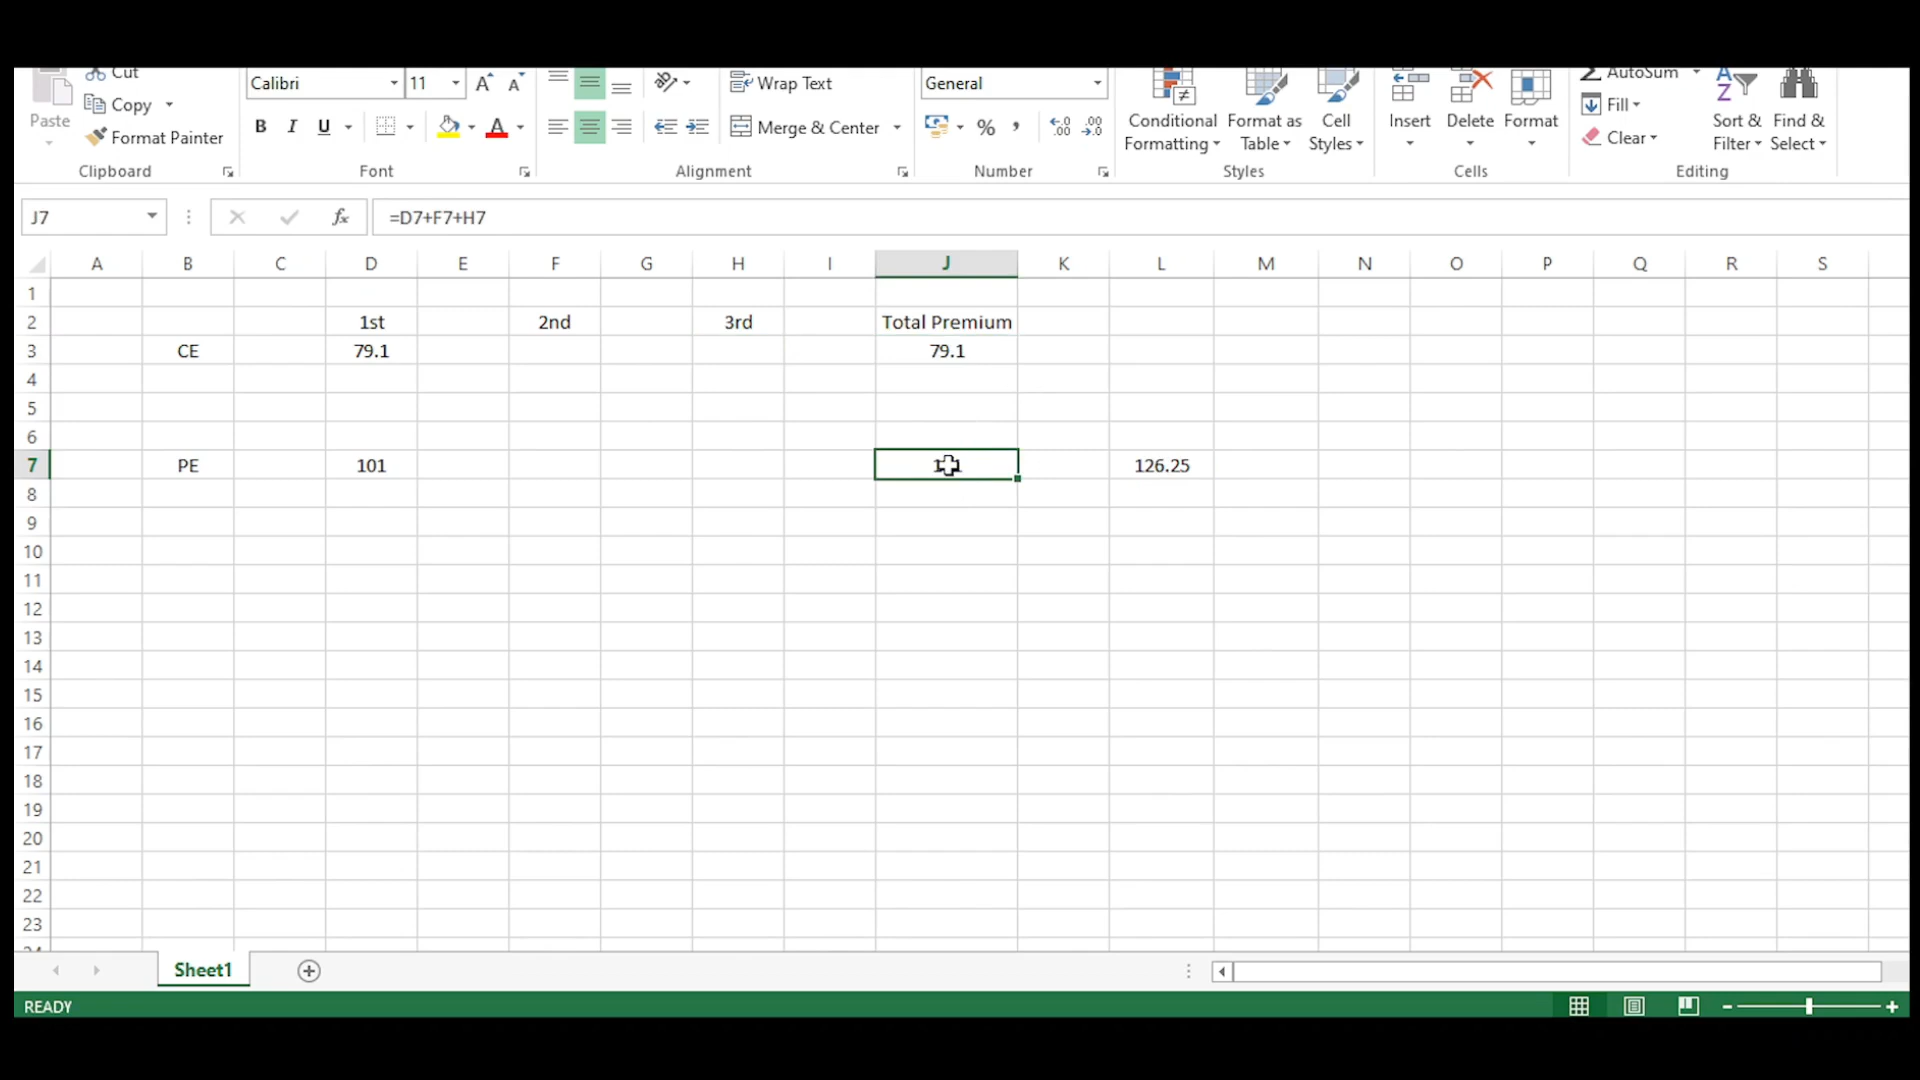 Cut
Copy
Format Painter
Paste
Clipboard
Calibri 11
B I U
Font
Wrap Text
Merge & Center
Alignment
General
%
Number
Conditional Formatting
Format as Table
Cell Styles
Styles
Insert
Delete
Format
Cells
AutoSum
Fill
Clear
Sort & Filter
Find & Select
Editing
J7 fx =D7+F7+H7
A B C D E F G H I J K L M N O P Q R S
1
2 1st 2nd 3rd Total Premium
3 CE 79.1 79.1
4
5
6
7 PE 101 126.25
8
9
10
11
12
13
14
15
16
17
18
19
20
21
22
23
Sheet1
READY